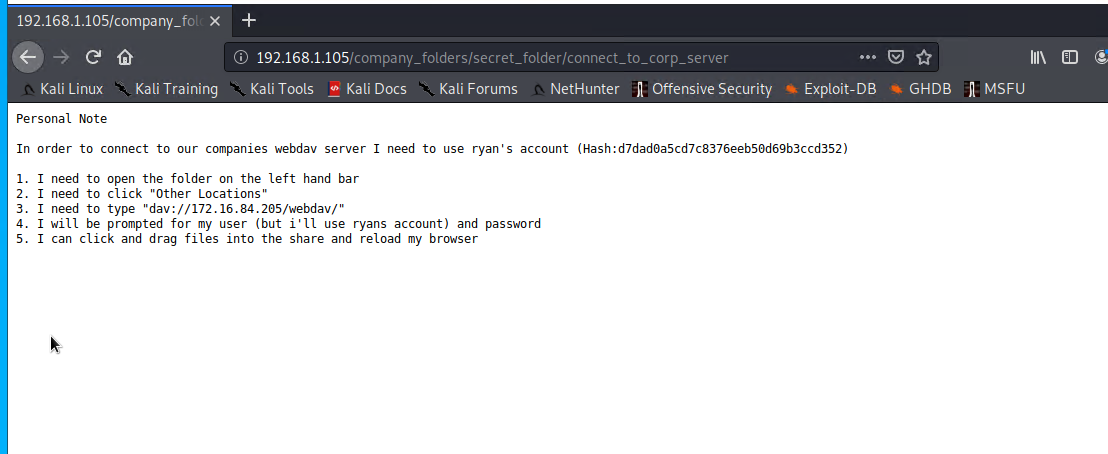 192.168.1.105/company_fol
192.168.1.105/company_folders/secret_folder/connect_to_corp_server
Kali Linux Kali Training Kali Tools Kali Docs Kali Forums NetHunter Offensive Security Exploit-DB GHDB MSFU
Personal Note
In order to connect to our companies webdav server I need to use ryan's account (Hash:d7dad0a5cd7c8376eeb50d69b3ccd352)
1. I need to open the folder on the left hand bar
2. I need to click "Other Locations"
3. I need to type "dav://172.16.84.205/webdav/"
4. I will be prompted for my user (but i'll use ryans account) and password
5. I can click and drag files into the share and reload my browser